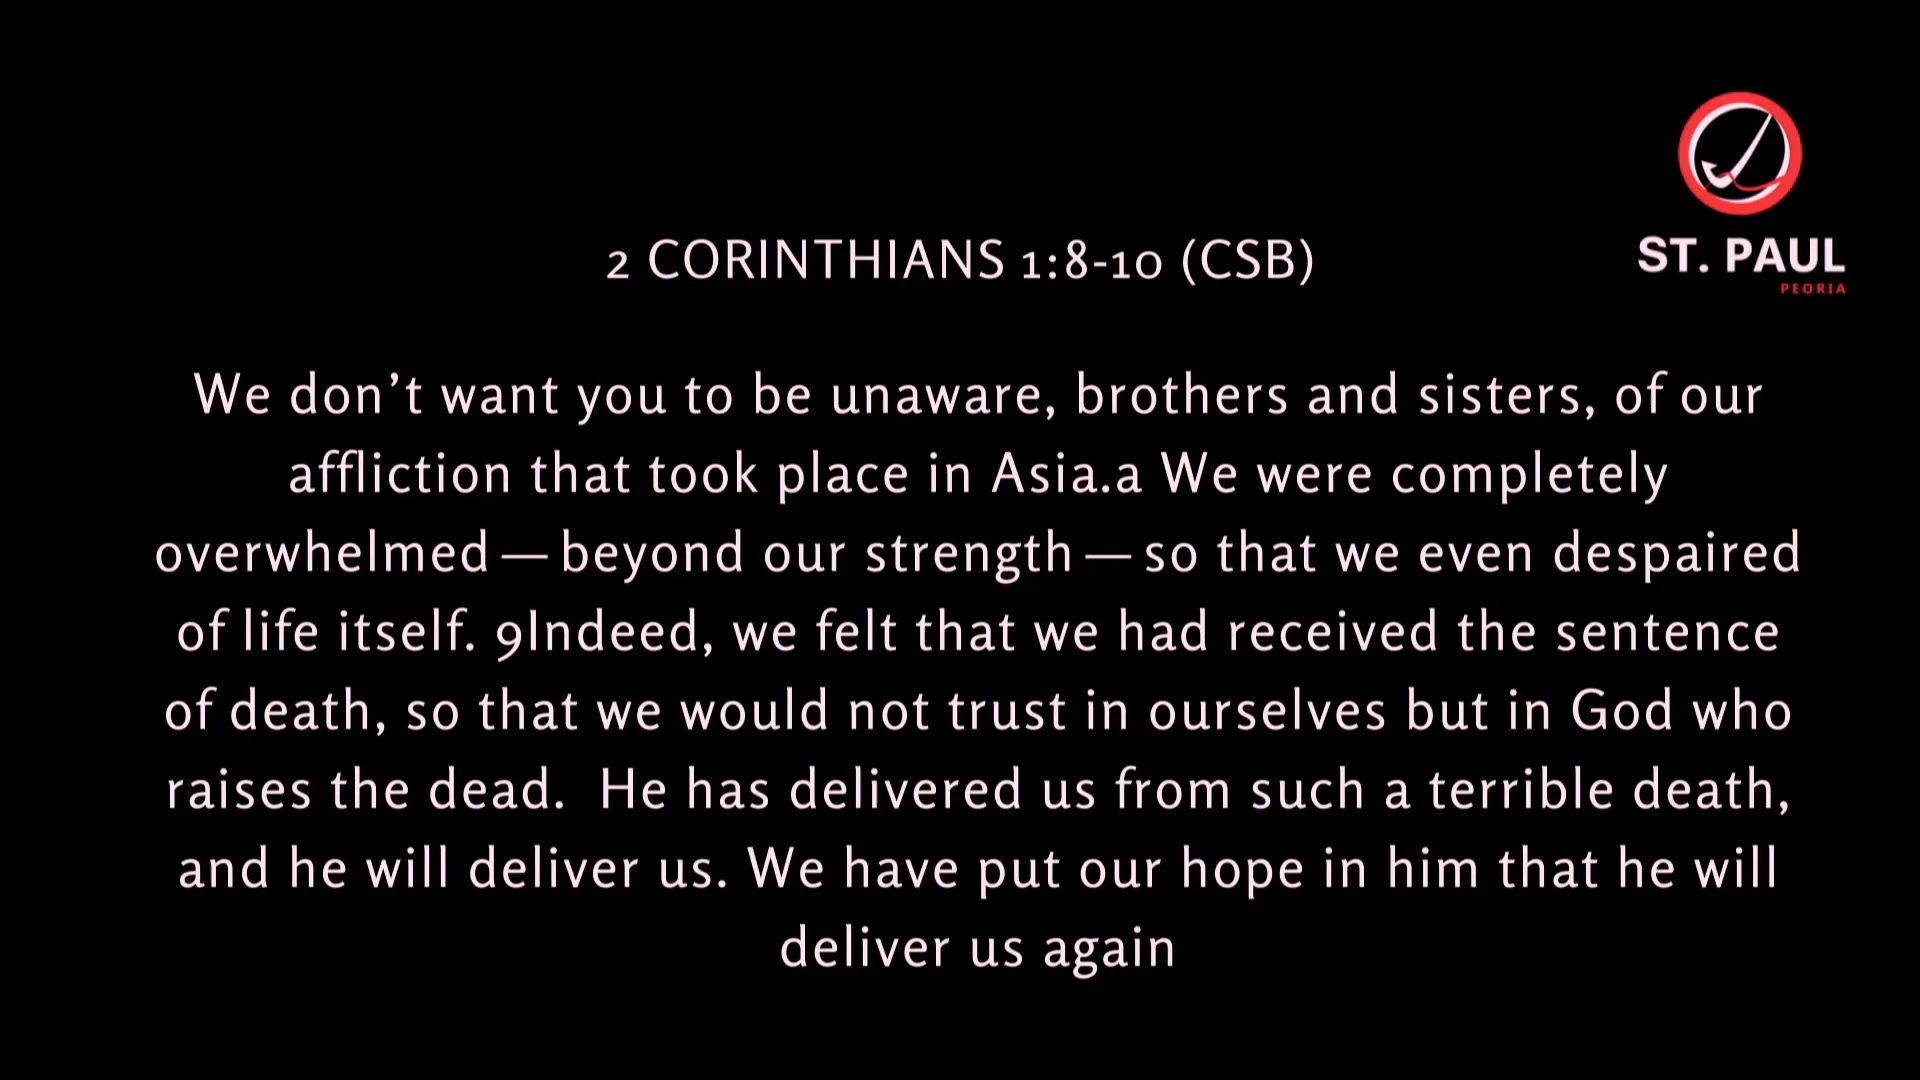 2 CORINTHIANS 1:8-10 (CSB)
ST. PAUL
PEORIA
We don’t want you to be unaware, brothers and sisters, of our
affliction that took place in Asia.a We were completely
overwhelmed — beyond our strength — so that we even despaired
of life itself. 9Indeed, we felt that we had received the sentence
of death, so that we would not trust in ourselves but in God who
raises the dead.  He has delivered us from such a terrible death,
and he will deliver us. We have put our hope in him that he will
deliver us again